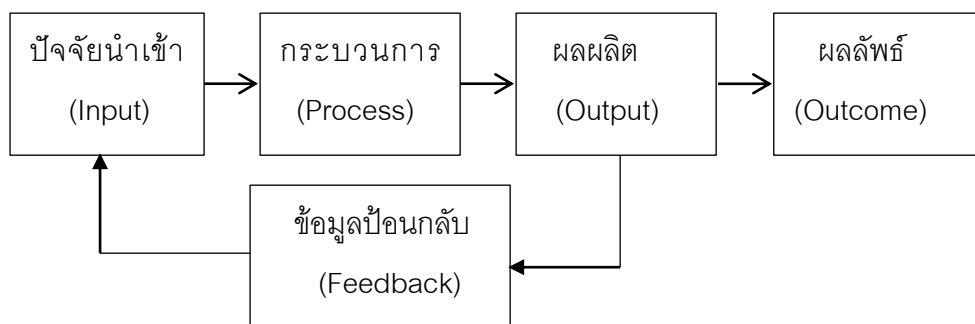 ปัจจัยนำเข้า
(Input)
กระบวนการ
(Process)
ผลผลิต
(Output)
ผลลัพธ์
(Outcome)
ข้อมูลป้อนกลับ
(Feedback)